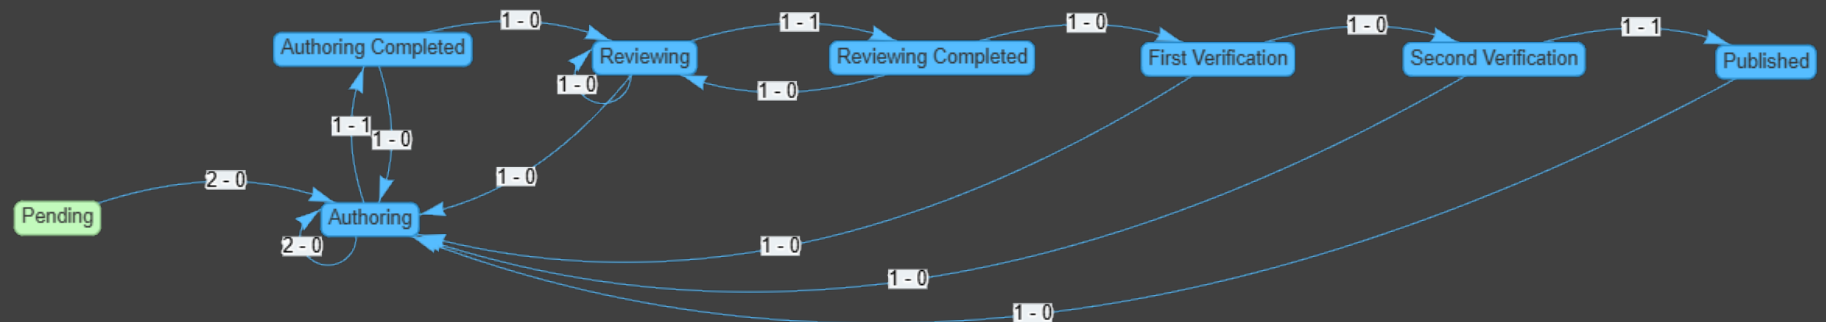 1 - 0
1 - 1
1 - 0
1 - 0
1 - 1
Authoring Completed
Reviewing
Reviewing Completed
First Verification
Second Verification
Published
1 - 0
1 - 0
1 - 1
1 - 0
2 - 0
1 - 0
Pending
Authoring
2 - 0
1 - 0
1 - 0
1 - 0